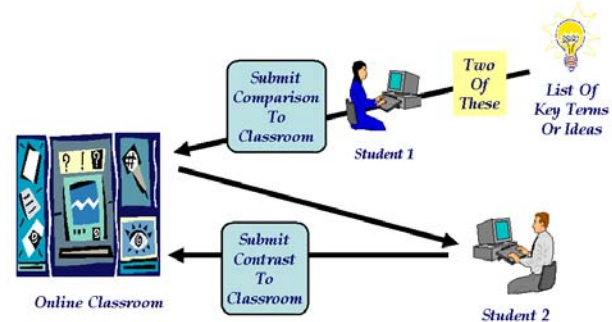 Submit
Comparison
To
Classroom
Two
Of
These
List Of
Key Terms
Or Ideas
Student 1
? ! ?
Submit
Contrast
To
Classroom
Online Classroom
Student 2